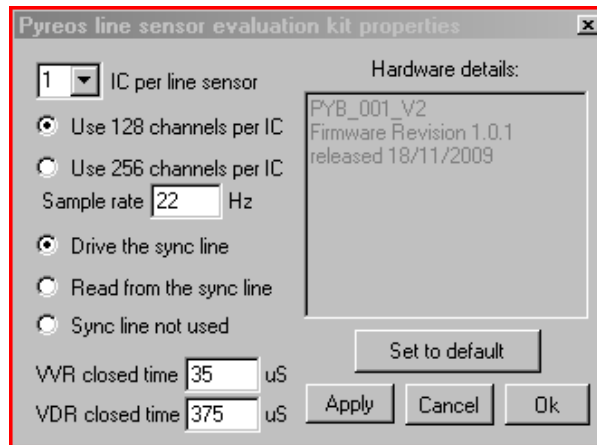 Pyreos line sensor evaluation kit properties
1 IC per line sensor
Use 128 channels per IC
Use 256 channels per IC
Sample rate 22 Hz
Drive the sync line
Read from the sync line
Sync line not used
VVR closed time 35 uS
VDR closed time 375 uS
Hardware details:
PYB_001_V2
Firmware Revision 1.0.1
released 18/11/2009
Set to default
Apply Cancel Ok